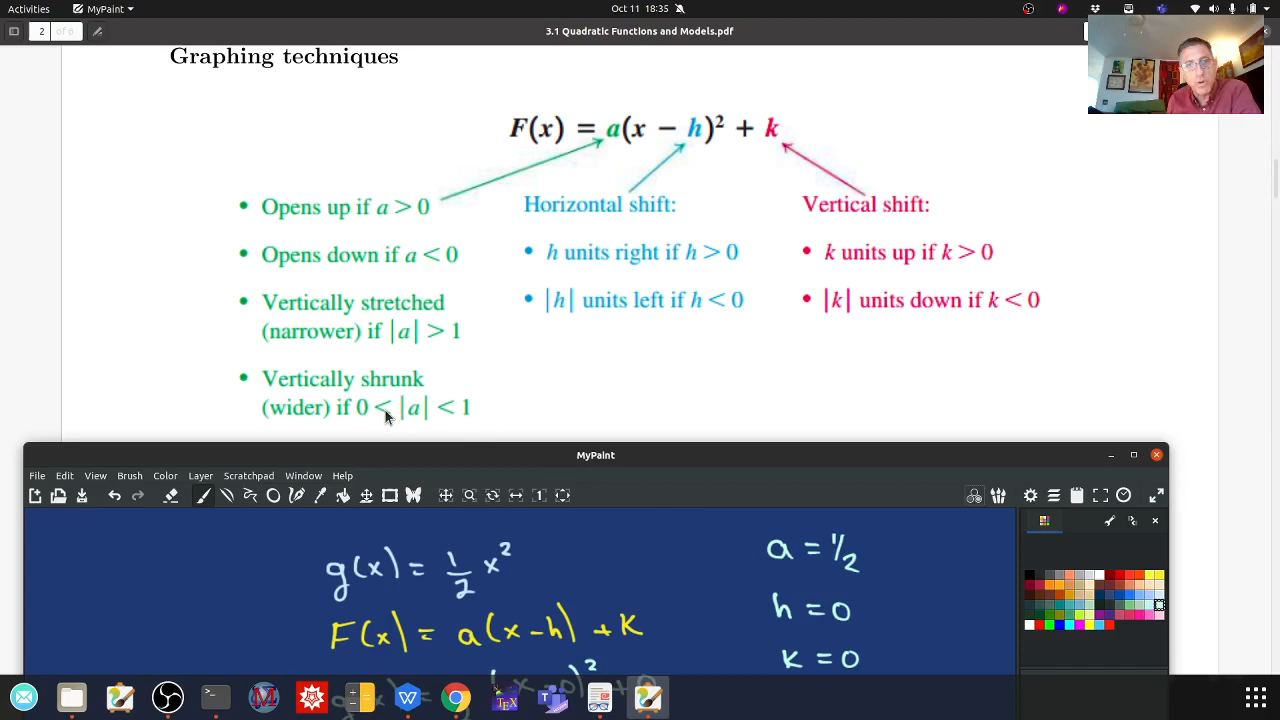 Activities MyPaint Oct 11 18:35
2 of 6 3.1 Quadratic Functions and Models.pdf
Graphing techniques
F(x) = a(x − h)² + k
• Opens up if a > 0
• Opens down if a < 0
• Vertically stretched
(narrower) if |a| > 1
• Vertically shrunk
(wider) if 0 < |a| < 1
Horizontal shift:
• h units right if h > 0
• |h| units left if h < 0
Vertical shift:
• k units up if k > 0
• |k| units down if k < 0
MyPaint
File Edit View Brush Color Layer Scratchpad Window Help
g(x) = 1/2 x²
F(x) = a(x-h) + k
a = 1/2
h = 0
k = 0